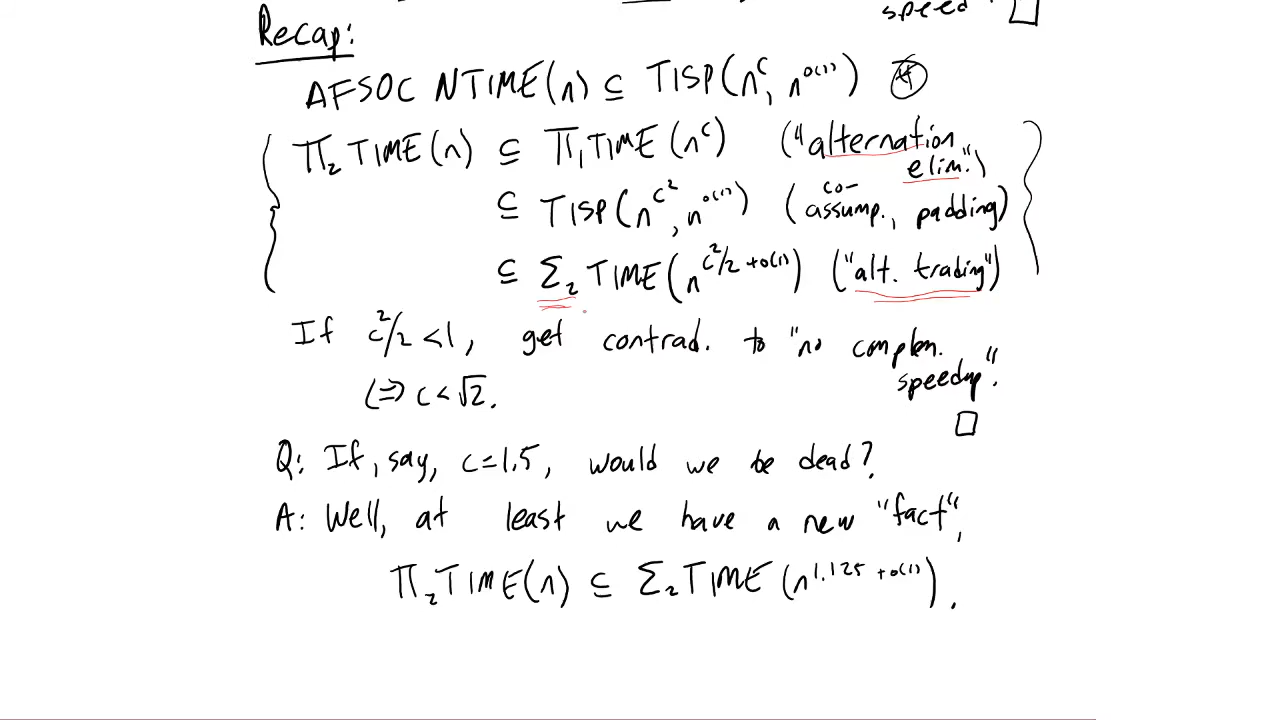 speed". □
Recap:
AFSOC NTIME(n) ⊆ TISP(n^c, n^{o(1)}) ⊛
Π₂TIME(n) ⊆ Π₁TIME(n^c) ("alternation elim.")
⊆ TISP(n^{c²}, n^{o(1)}) (co-assump., padding)
⊆ Σ₂TIME(n^{c²/2 + o(1)}) ("alt. trading")
If c²/2 < 1, get contrad. to "no complem.
speedup".
(⇒) c < √2.
□
Q: If, say, c=1.5, would we be dead?
A: Well, at least we have a new "fact",
Π₂TIME(n) ⊆ Σ₂TIME(n^{1.125 + o(1)}).